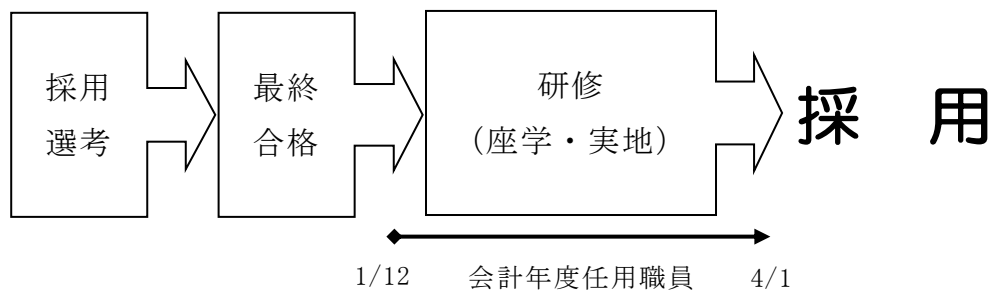 採用
選考
最終
合格
研修
（座学・実地）
採　用
1/12　会計年度任用職員　4/1